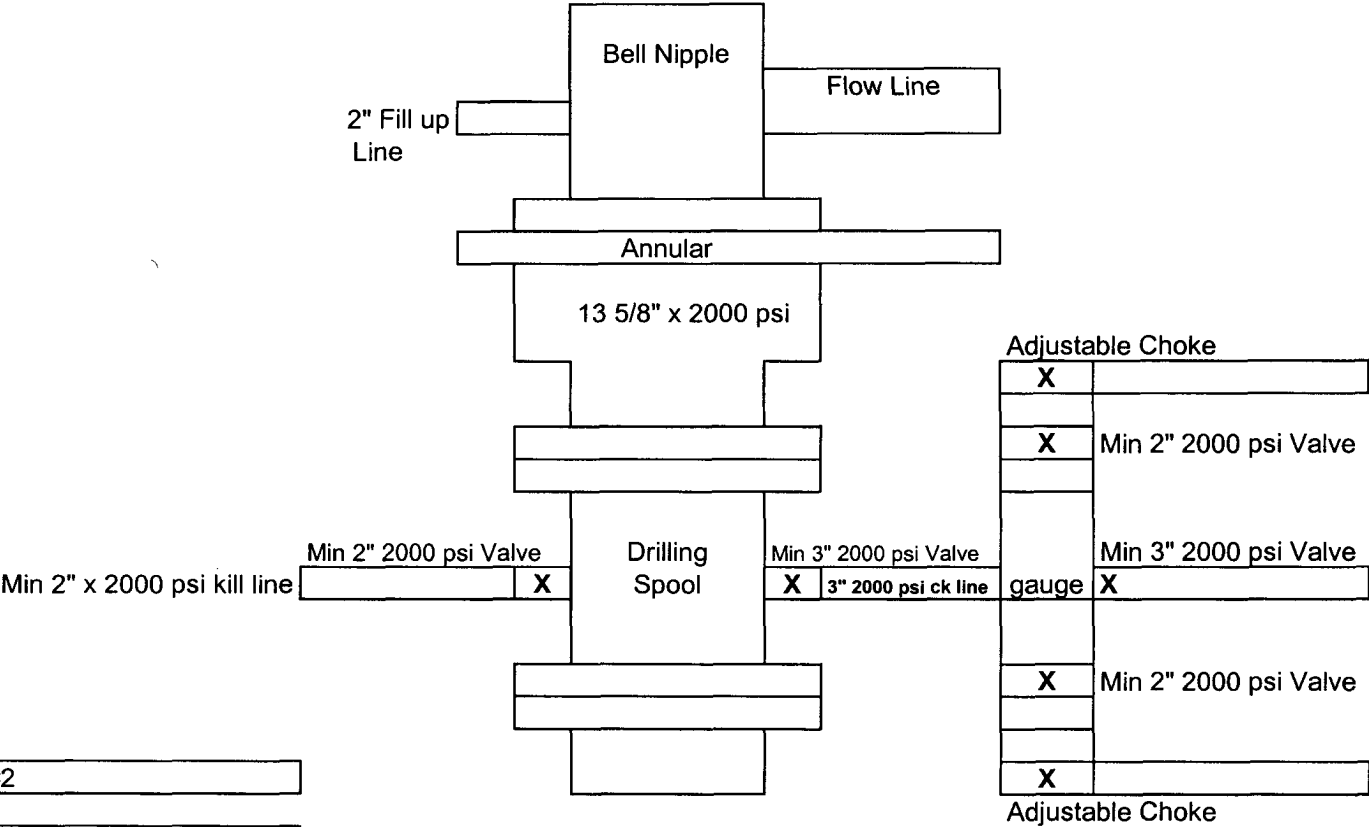 Bell Nipple
Flow Line
2" Fill up
Line
Annular
13 5/8" x 2000 psi
Adjustable Choke
X
X Min 2" 2000 psi Valve
Min 2" 2000 psi Valve
Drilling
Spool
Min 3" 2000 psi Valve
Min 3" 2000 psi Valve
Min 2" x 2000 psi kill line
X
X
3" 2000 psi ck line
gauge
X
X Min 2" 2000 psi Valve
2
X
Adjustable Choke